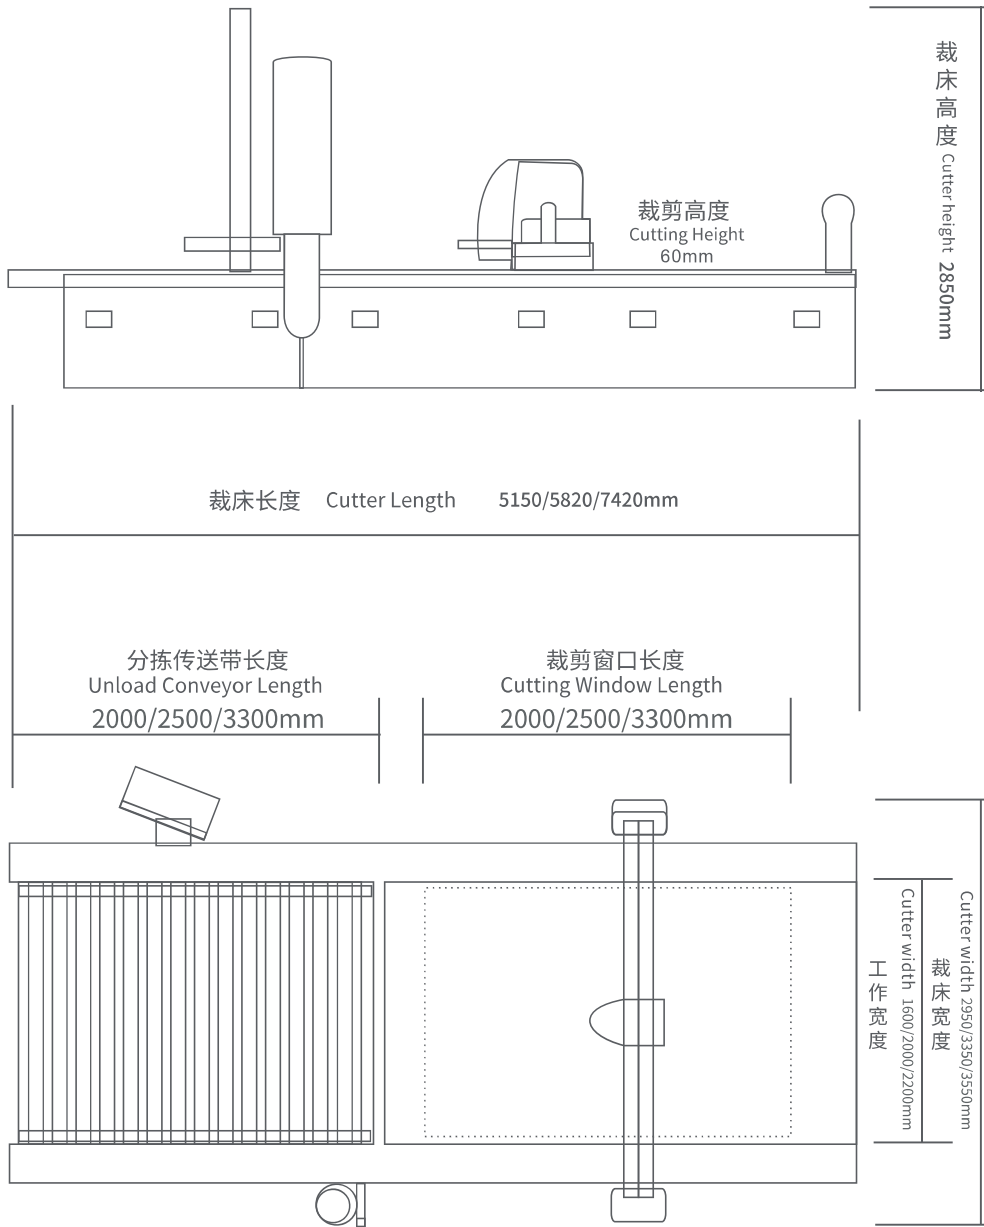 裁床高度 Cutter height 2850mm
裁剪高度
Cutting Height
60mm
裁床长度 Cutter Length 5150/5820/7420mm
分拣传送带长度
Unload Conveyor Length
2000/2500/3300mm
裁剪窗口长度
Cutting Window Length
2000/2500/3300mm
工作宽度
Cutter width 1600/2000/2200mm
裁床宽度
Cutter width 2950/3350/3550mm